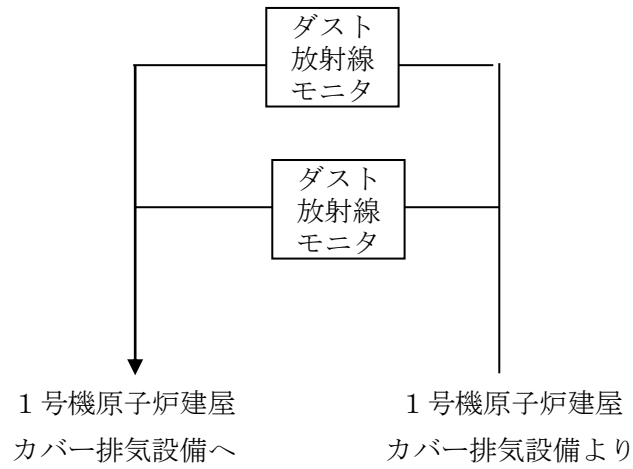 ダスト
放射線
モニタ
ダスト
放射線
モニタ
１号機原子炉建屋
カバー排気設備へ
１号機原子炉建屋
カバー排気設備より